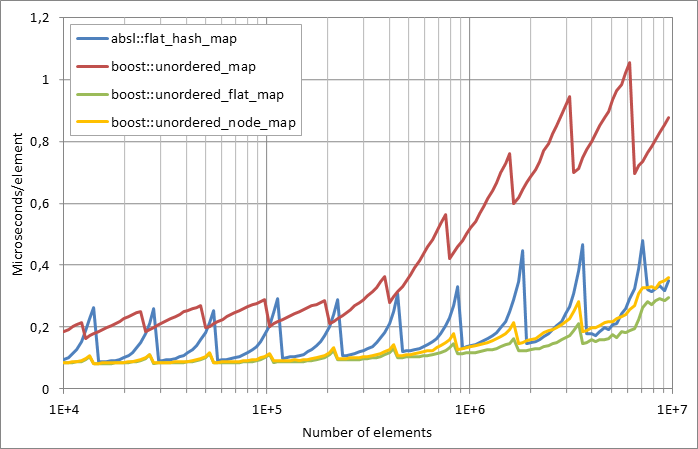 1,2
1
0,8
0,6
0,4
0,2
0
Microseconds/element
absl::flat_hash_map
boost::unordered_map
boost::unordered_flat_map
boost::unordered_node_map
1E+4
1E+5
1E+6
1E+7
Number of elements